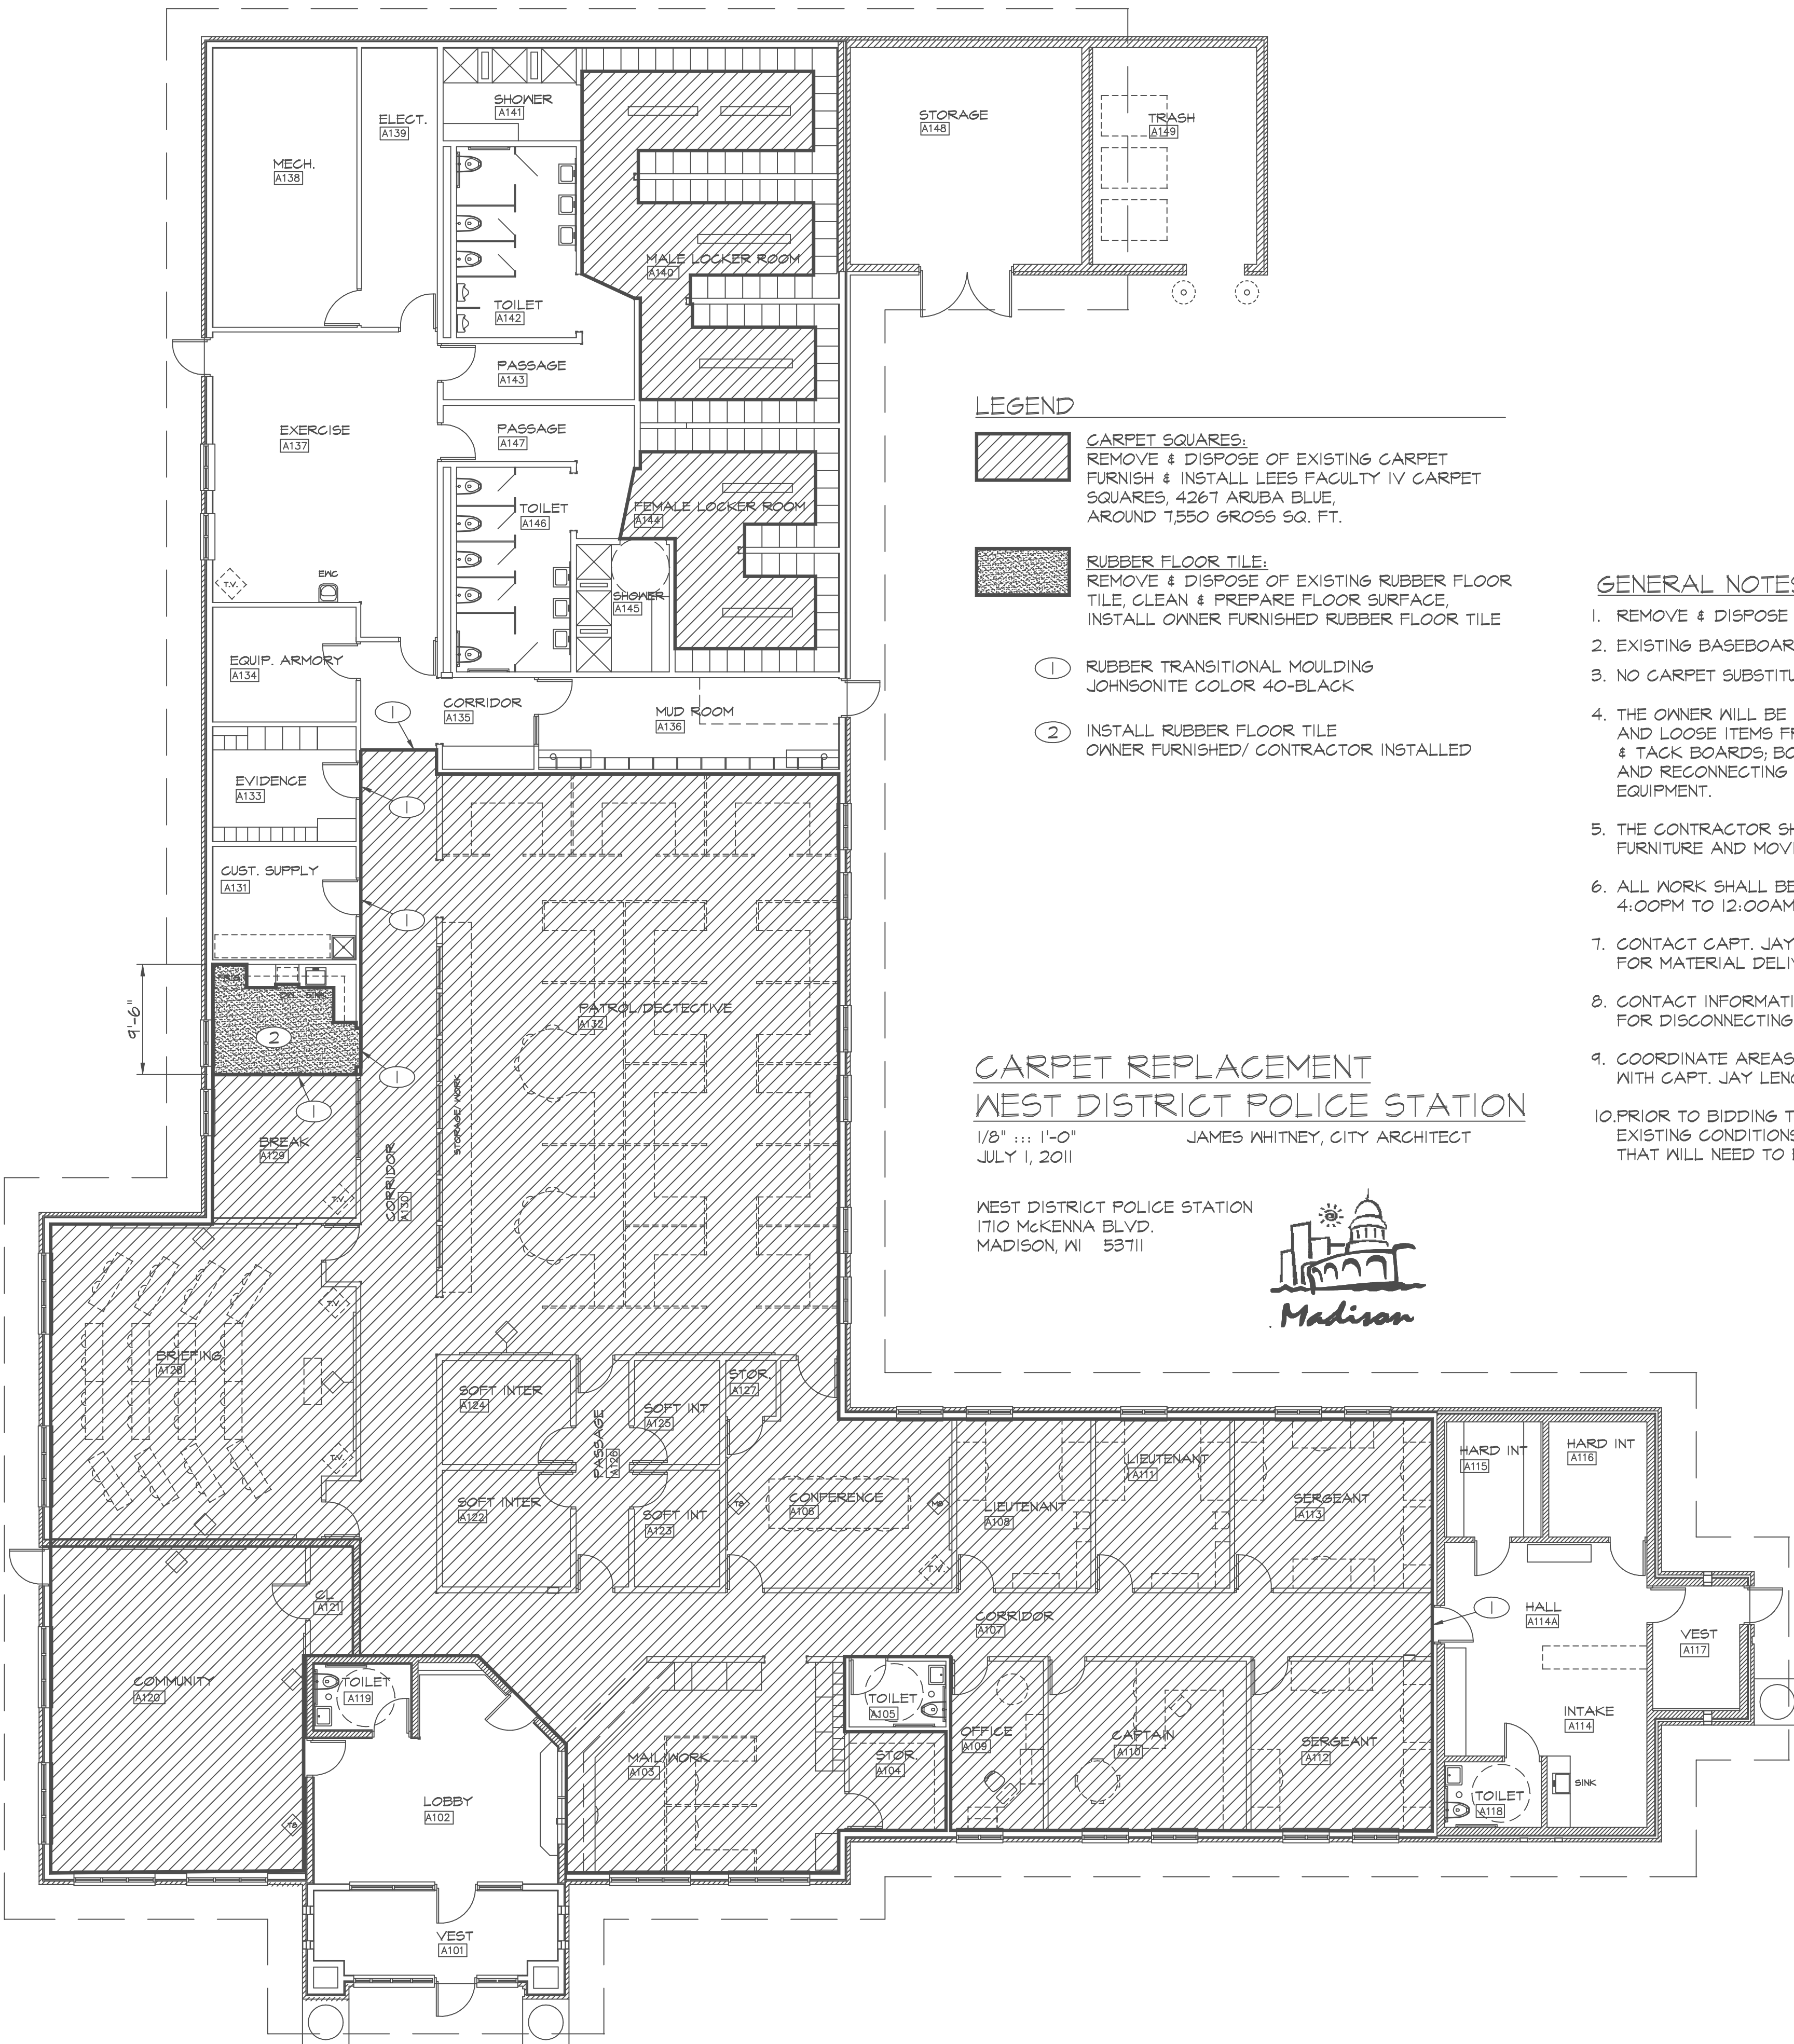 SHOWER
A141
ELECT.
A139
MECH.
A138
STORAGE
A148
TRASH
A149
MALE LOCKER ROOM
A140
TOILET
A142
PASSAGE
A143
EXERCISE
A137
PASSAGE
A147
TOILET
A146
FEMALE LOCKER ROOM
A144
T.V.
EWC
SHOWER
A145
EQUIP. ARMORY
A134
CORRIDOR
A135
MUD ROOM
A136
1
EVIDENCE
A133
1
CUST. SUPPLY
A131
1
9'-6"
SINK
2
1
1
PATROL/DECTECTIVE
A132
STORAGE/ WORK
BREAK
A129
T.V.
CORRIDOR
A130
T.V.
BRIEFING
A128
T.V.
SOFT INTER
A124
SOFT INT
A125
STOR.
A127
PASSAGE
A126
SOFT INTER
A122
SOFT INT
A123
TB
CONFERENCE
A106
MB
T.V.
LIEUTENANT
A108
LIEUTENANT
A111
SERGEANT
A113
HARD INT
A115
HARD INT
A116
CL
A121
CORRIDOR
A107
1
HALL
A114A
VEST
A117
COMMUNITY
A120
TOILET
A119
TOILET
A105
OFFICE
A109
CAPTAIN
A110
SERGEANT
A112
INTAKE
A114
MAIL/WORK
A103
STOR.
A104
TB
LOBBY
A102
TOILET
A118
SINK
VEST
A101
LEGEND
CARPET SQUARES:
REMOVE & DISPOSE OF EXISTING CARPET
FURNISH & INSTALL LEES FACULTY IV CARPET
SQUARES, 4267 ARUBA BLUE,
AROUND 7,550 GROSS SQ. FT.
RUBBER FLOOR TILE:
REMOVE & DISPOSE OF EXISTING RUBBER FLOOR
TILE, CLEAN & PREPARE FLOOR SURFACE,
INSTALL OWNER FURNISHED RUBBER FLOOR TILE
1 RUBBER TRANSITIONAL MOULDING
JOHNSONITE COLOR 40-BLACK
2 INSTALL RUBBER FLOOR TILE
OWNER FURNISHED/ CONTRACTOR INSTALLED
CARPET REPLACEMENT
WEST DISTRICT POLICE STATION
1/8" ::: 1'-0" JAMES WHITNEY, CITY ARCHITECT
JULY 1, 2011
WEST DISTRICT POLICE STATION
1710 McKENNA BLVD.
MADISON, WI 53711
Madison
GENERAL NOTES
1. REMOVE & DISPOSE
2. EXISTING BASEBOAR
3. NO CARPET SUBSTITU
4. THE OWNER WILL BE
AND LOOSE ITEMS FR
& TACK BOARDS; BO
AND RECONNECTING
EQUIPMENT.
5. THE CONTRACTOR SH
FURNITURE AND MOVI
6. ALL WORK SHALL BE
4:00PM TO 12:00AM
7. CONTACT CAPT. JAY
FOR MATERIAL DELIV
8. CONTACT INFORMATI
FOR DISCONNECTING
9. COORDINATE AREAS
WITH CAPT. JAY LENG
10.PRIOR TO BIDDING T
EXISTING CONDITIONS
THAT WILL NEED TO B